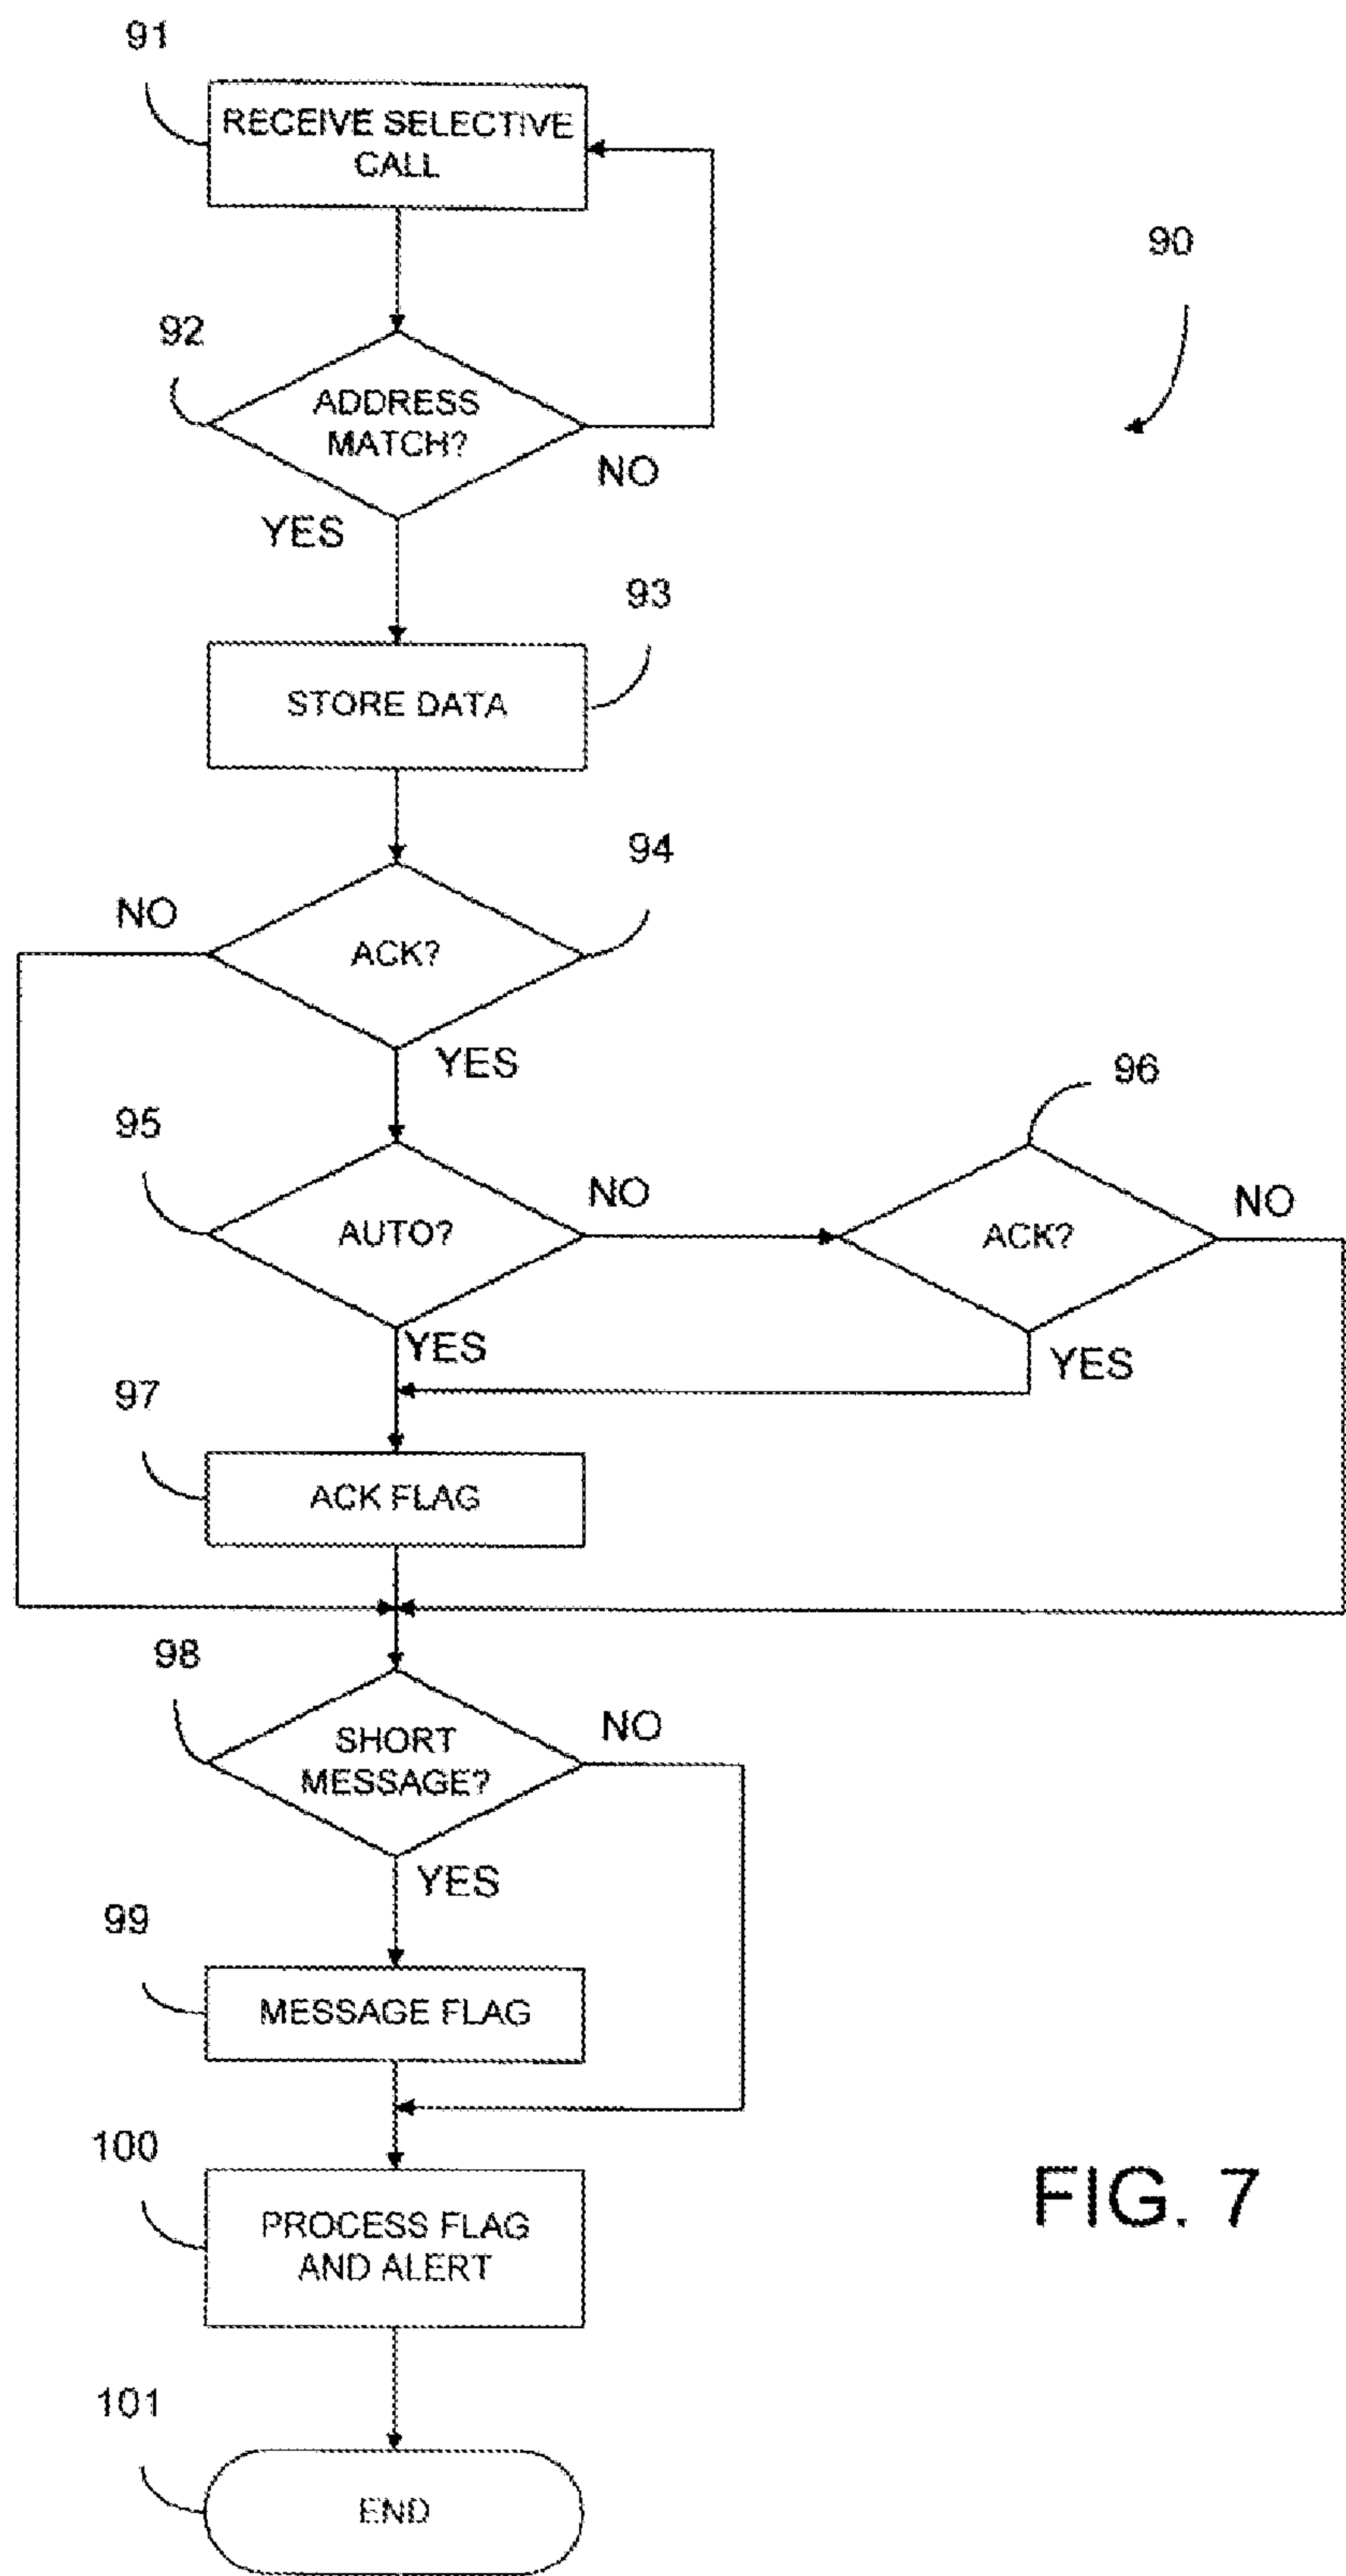 91
RECEIVE SELECTIVE
CALL
90
92
ADDRESS
MATCH?
NO
YES
93
STORE DATA
94
NO
ACK?
YES
96
95
NO
NO
AUTO?
ACK?
YES
YES
97
ACK FLAG
98
NO
SHORT
MESSAGE?
YES
99
MESSAGE FLAG
100
FIG. 7
PROCESS FLAG
AND ALERT
101
END